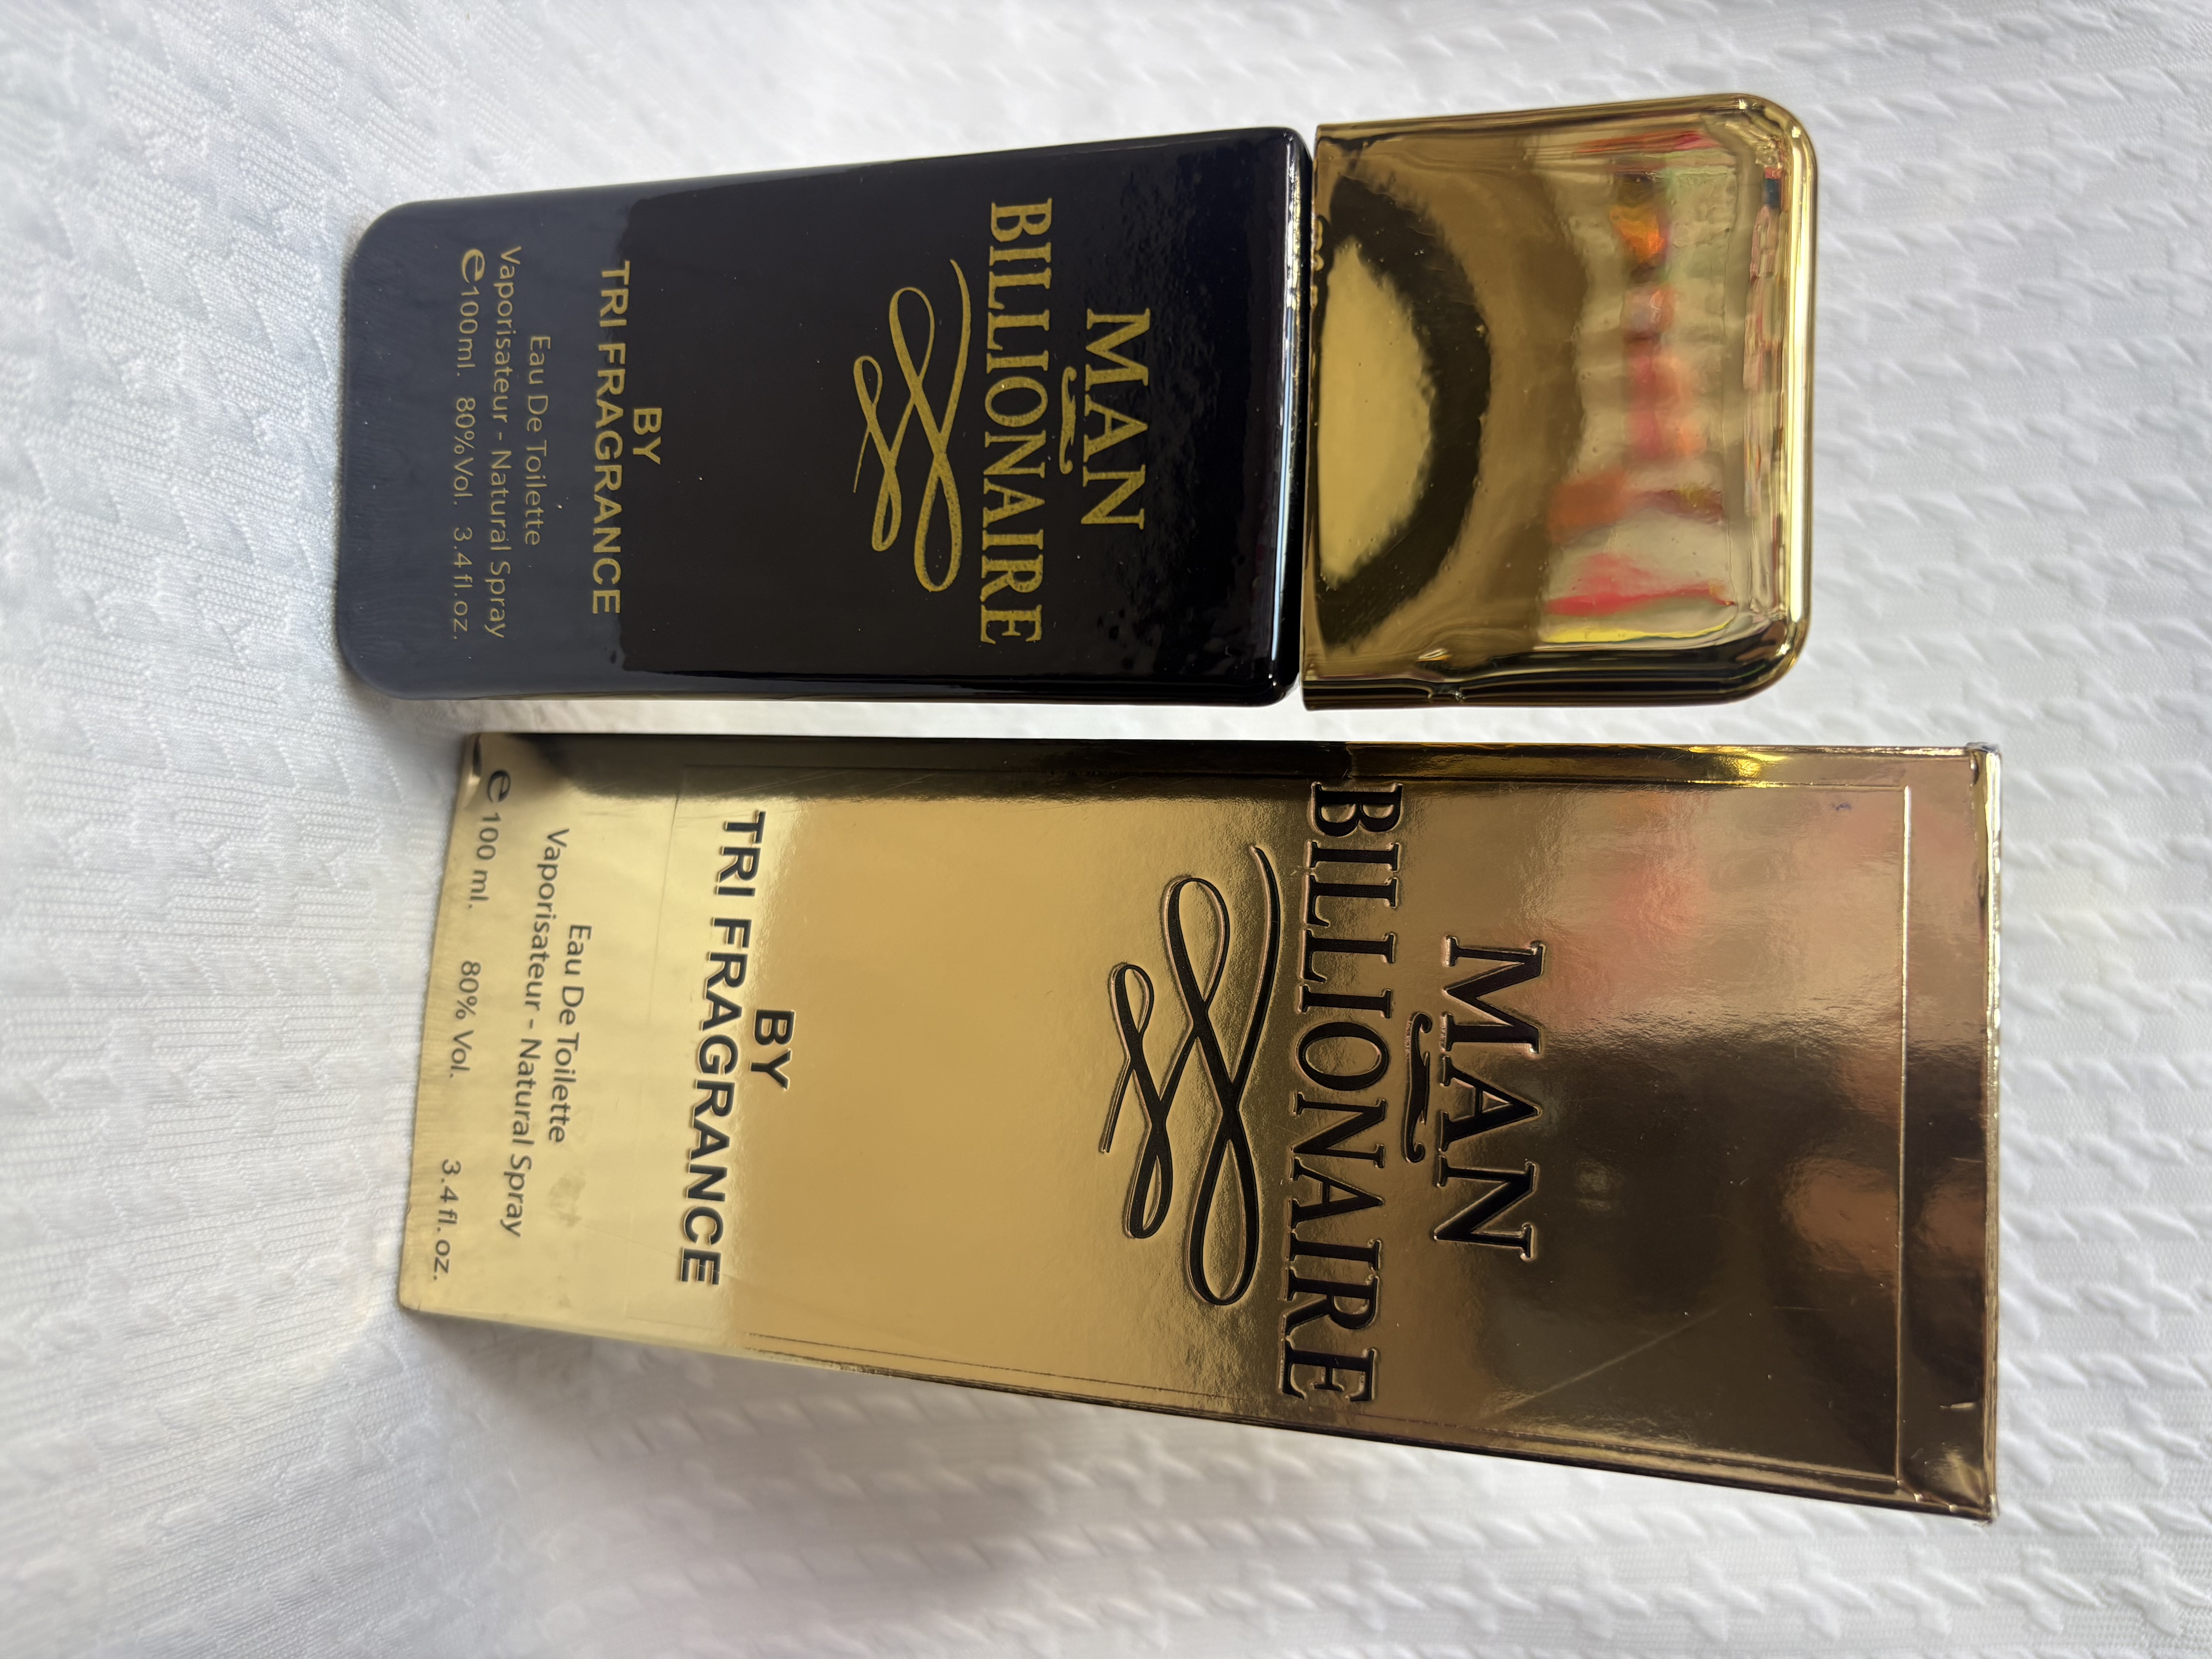 MAN
BILLIONAIRE
BY
TRI FRAGRANCE
Eau De Toilette
Vaporisateur - Natural Spray
e100ml. 80%Vol. 3.4fl.oz.
MAN
BILLIONAIRE
BY
TRI FRAGRANCE
Eau De Toilette
Vaporisateur - Natural Spray
e 100 ml. 80% Vol. 3.4 fl. oz.